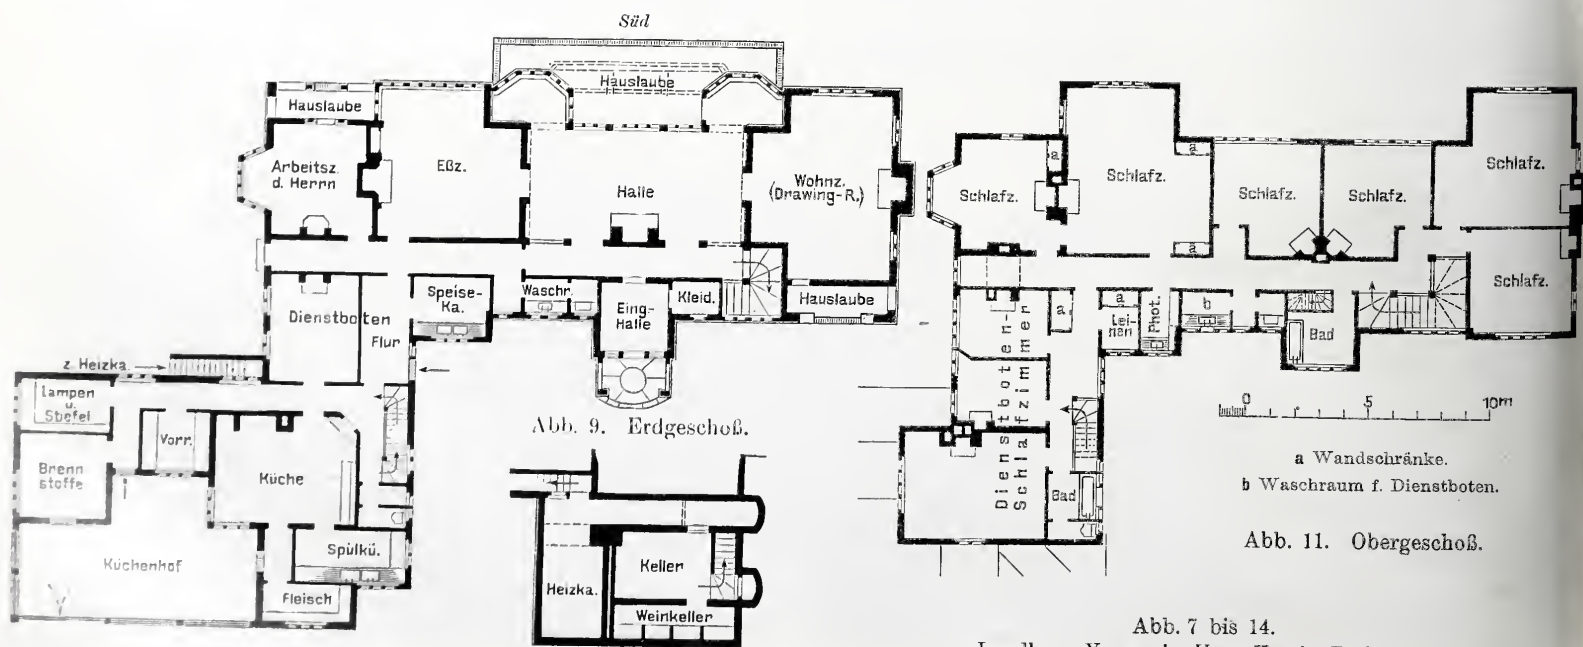 Süd
Hauslaube
Hauslaube
Arbeitsz.
d. Herrn
Eßz.
Halle
Wohnz.
(Drawing-R.)
Speise-
Ka.
Waschr.
Eing-
Halle
Kleid.
Hauslaube
Dienstboten
Flur
z. Heizka.
Lampen
u.
Stiefel
Vorr.
Brenn
stoffe
Küche
Küchenhof
Spülkü.
Fleisch
Abb. 9. Erdgeschoß.
Heizka.
Keller
Weinkeller
Schlafz.
a
Schlafz.
a
a
Schlafz.
Schlafz.
Schlafz.
Schlafz.
a
a
Lei-
nen
Phot.
b
Bad
Dienstboten-
Schlafzimmer
Bad
0 5 10m
a Wandschränke.
b Waschraum f. Dienstboten.
Abb. 11. Obergeschoß.
Abb. 7 bis 14.